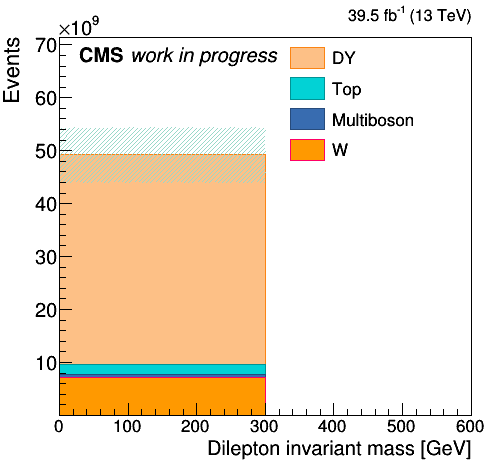 39.5 fb⁻¹ (13 TeV)
×10⁹
CMS work in progress
Events
DY
Top
Multiboson
W
70
60
50
40
30
20
10
0 100 200 300 400 500 600
Dilepton invariant mass [GeV]